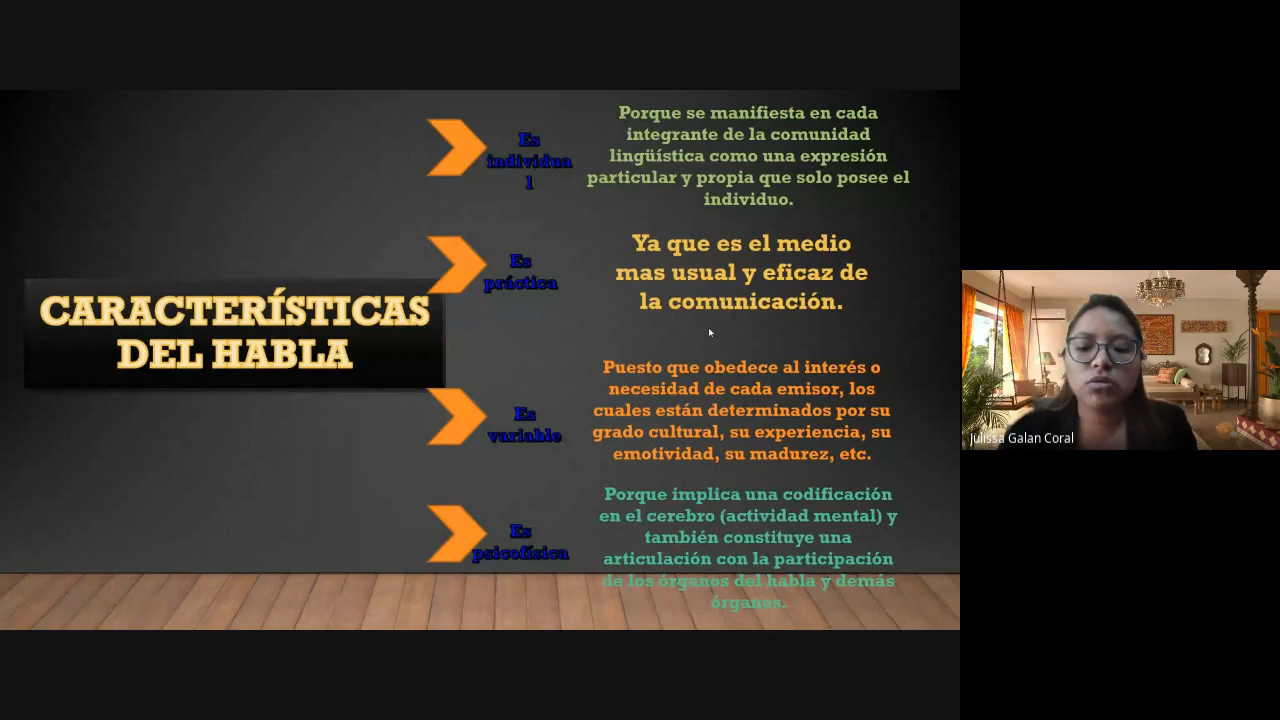 CARACTERÍSTICAS
DEL HABLA
Es
individua
l
Porque se manifiesta en cada
integrante de la comunidad
lingüística como una expresión
particular y propia que solo posee el
individuo.
Es
práctica
Ya que es el medio
mas usual y eficaz de
la comunicación.
Es
variable
Puesto que obedece al interés o
necesidad de cada emisor, los
cuales están determinados por su
grado cultural, su experiencia, su
emotividad, su madurez, etc.
Es
psicofísica
Porque implica una codificación
en el cerebro (actividad mental) y
también constituye una
articulación con la participación
de los órganos del habla y demás
órganos.
Julissa Galan Coral